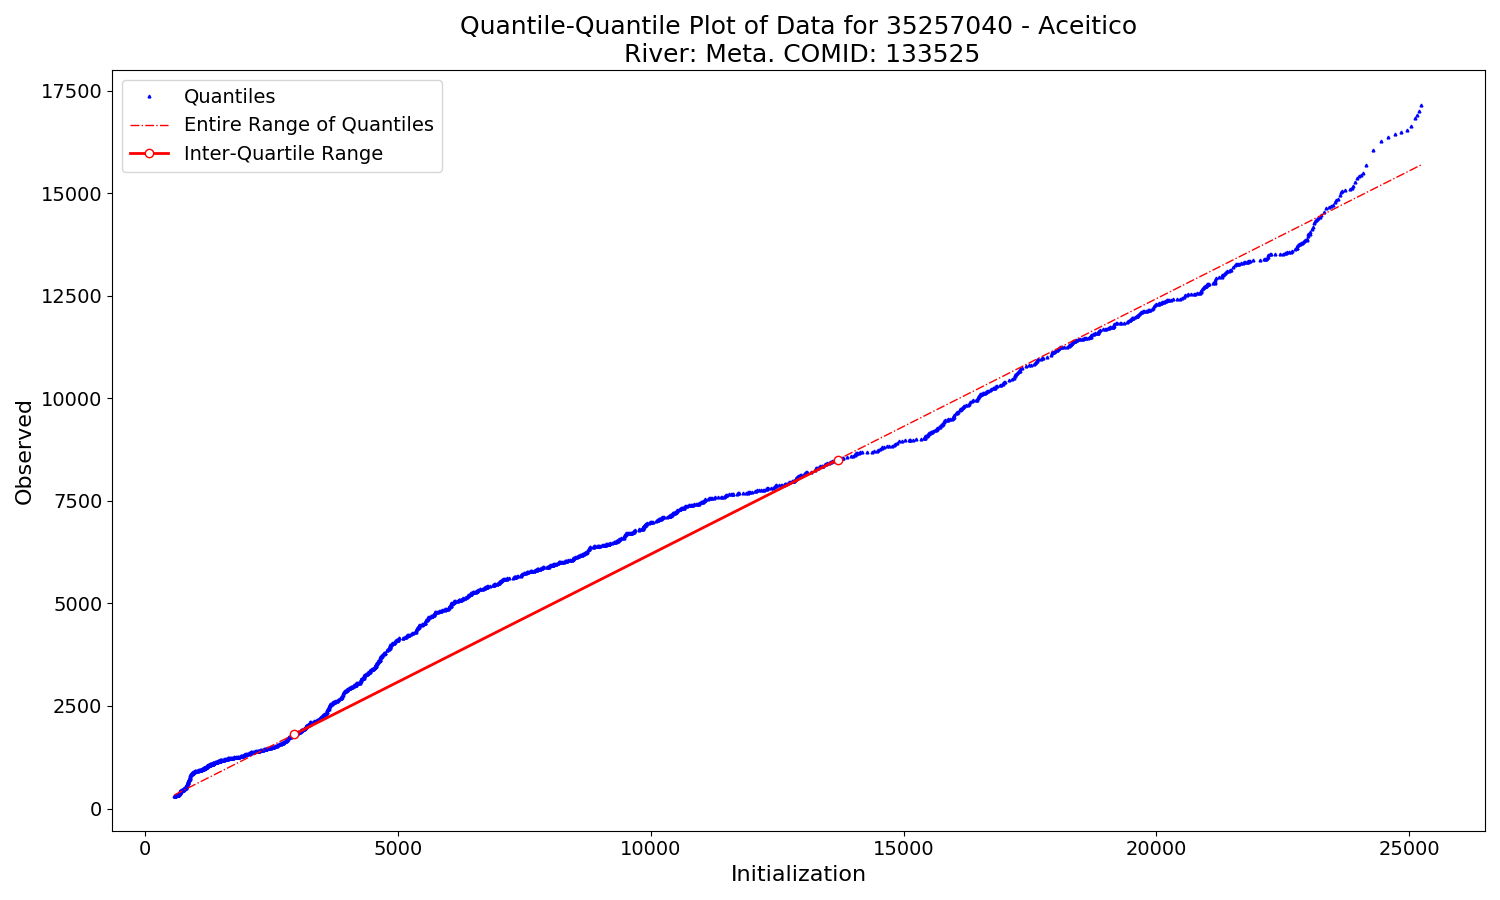 Quantile-Quantile Plot of Data for 35257040 - Aceitico
River: Meta. COMID: 133525
Quantiles
Entire Range of Quantiles
Inter-Quartile Range
17500
15000
12500
10000
7500
5000
2500
0
Observed
0
5000
10000
15000
20000
25000
Initialization